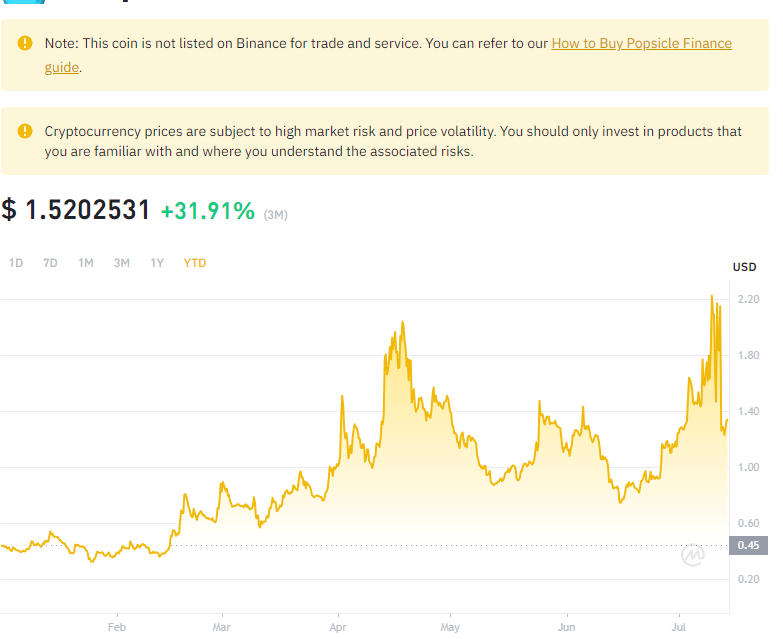 Note: This coin is not listed on Binance for trade and service. You can refer to our How to Buy Popsicle Finance
guide.
Cryptocurrency prices are subject to high market risk and price volatility. You should only invest in products that
you are familiar with and where you understand the associated risks.
$ 1.5202531 +31.91% (3M)
1D 7D 1M 3M 1Y YTD
USD
2.20
1.80
1.40
1.00
0.60
0.45
0.20
Feb Mar Apr May Jun Jul